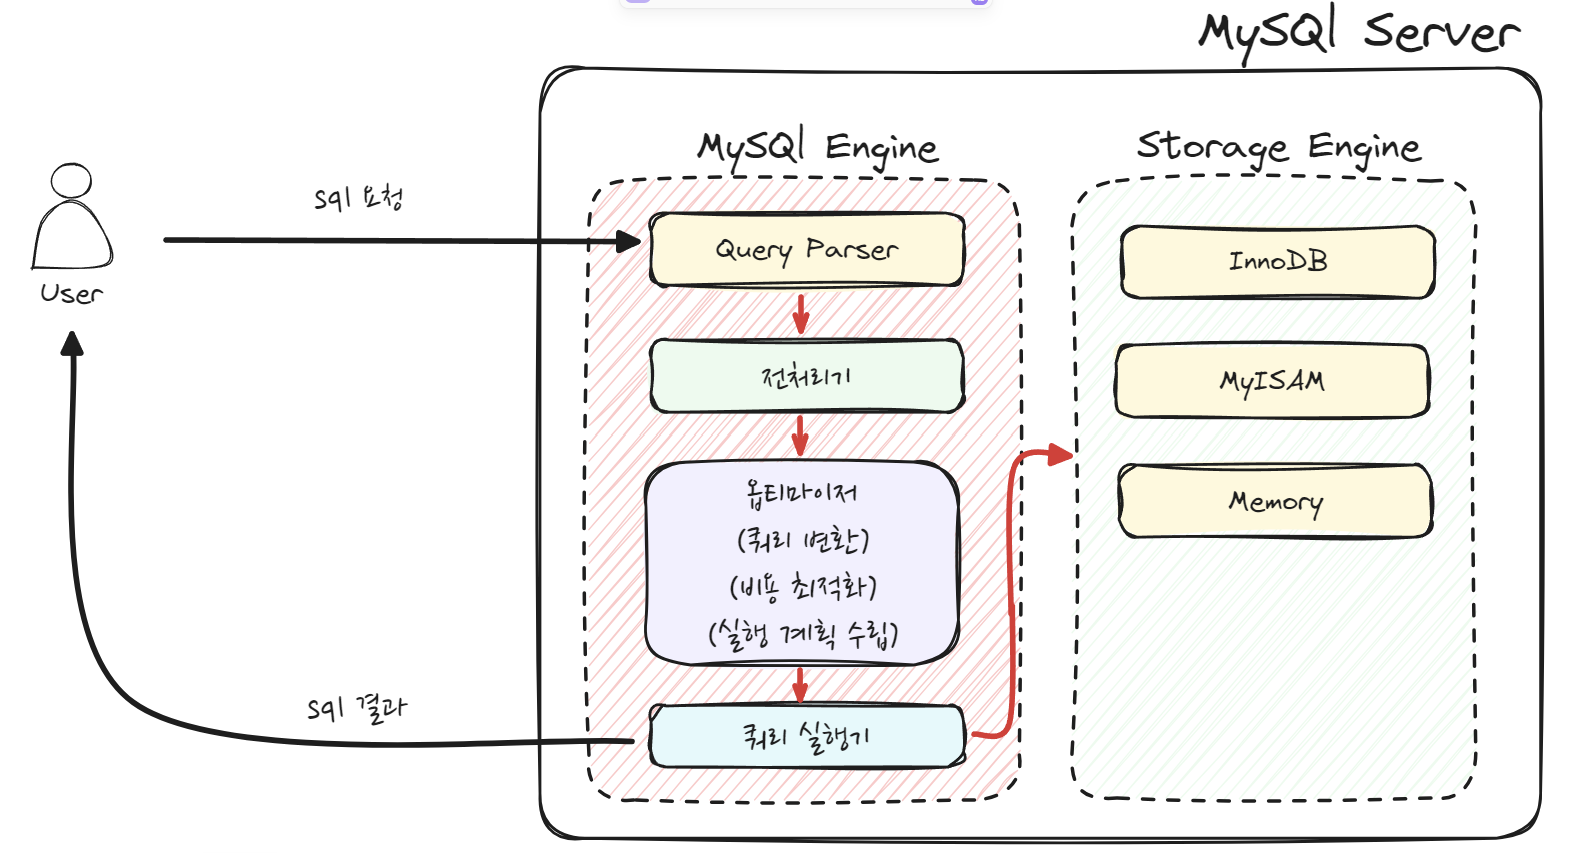 MySQl Server
MySQl Engine
Storage Engine
sql 요청
User
Query Parser
전처리기
옵티마이저
(쿼리 변환)
(비용 최적화)
(실행 계획 수립)
쿼리 실행기
sql 결과
InnoDB
MyISAM
Memory